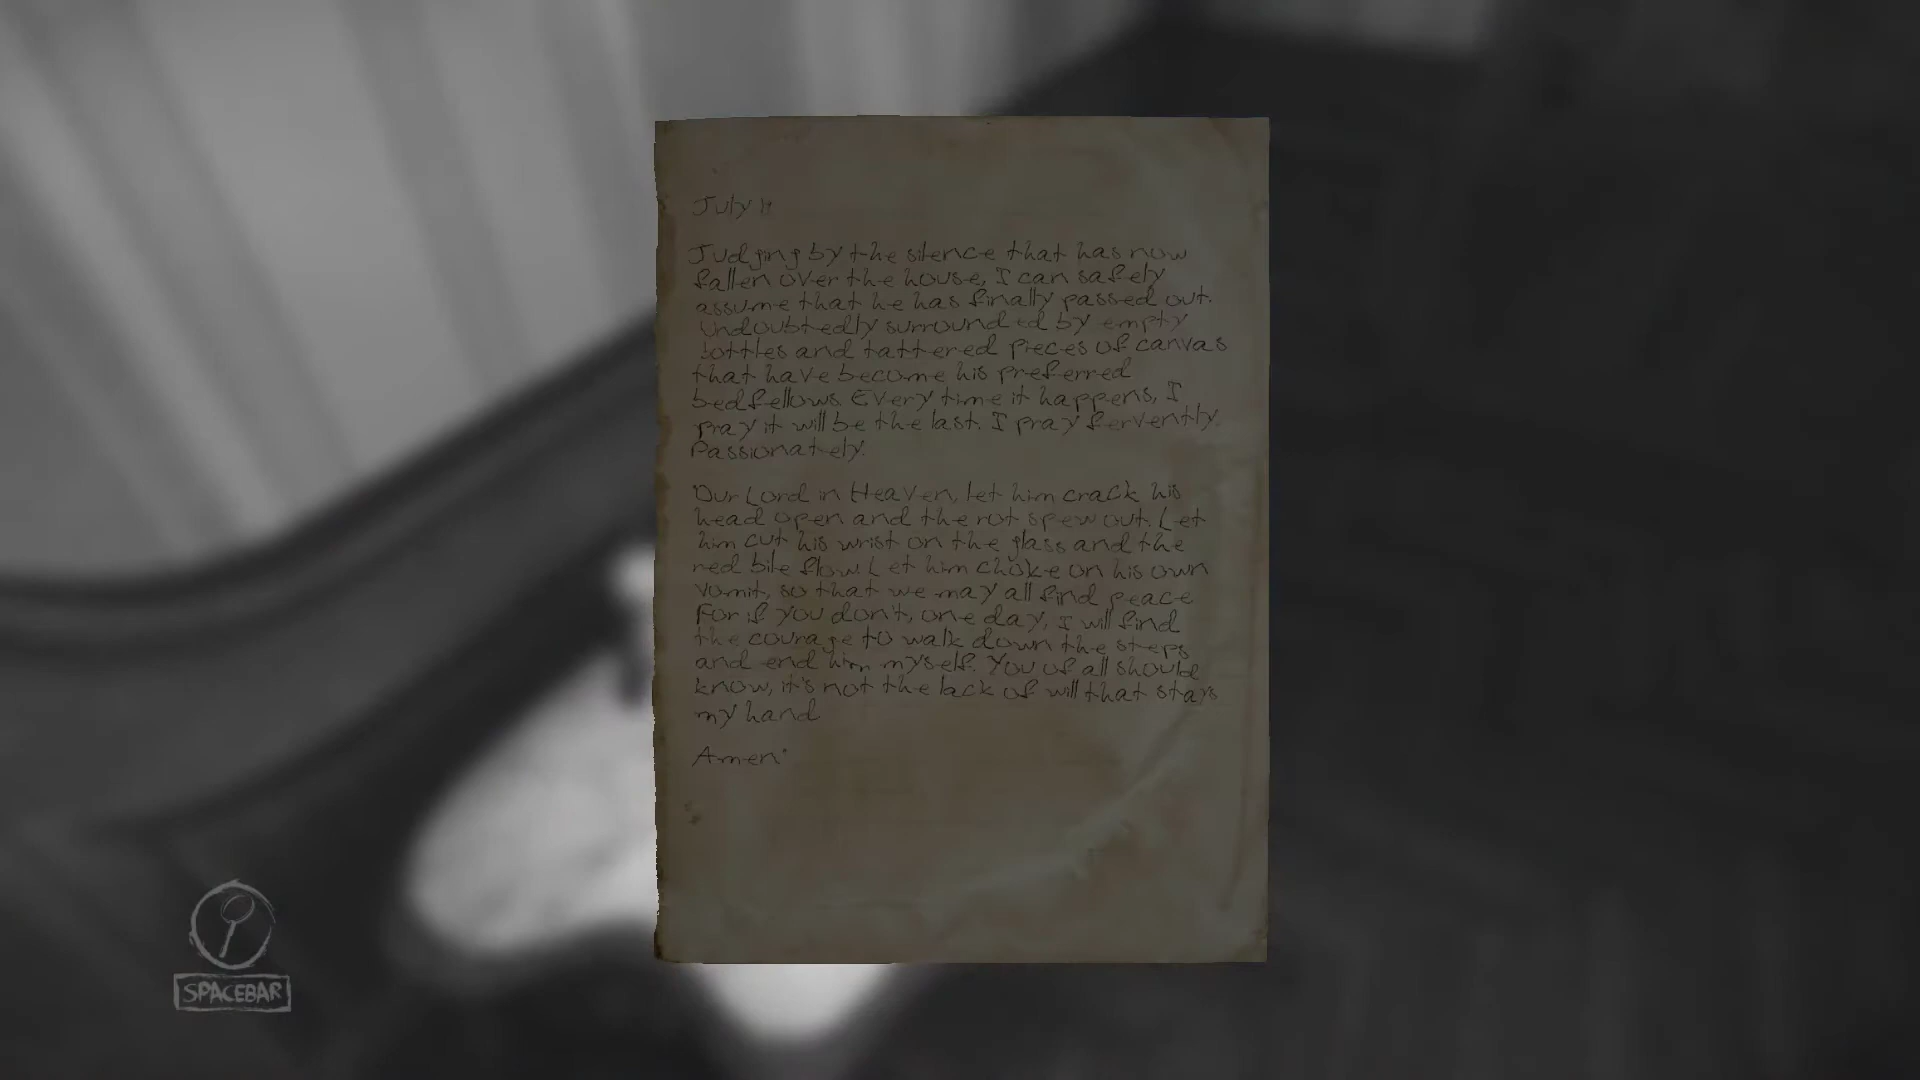 July 11
Judging by the silence that has now
fallen over the house, I can safely
assume that he has finally passed out.
Undoubtedly surrounded by empty
bottles and tattered pieces of canvas
that have become his preferred
bedfellows. Every time it happens, I
pray it will be the last. I pray fervently.
Passionately.
Our Lord in Heaven, let him crack his
head open and the rot spew out. Let
him cut his wrist on the glass and the
red bile flow. Let him choke on his own
vomit, so that we may all find peace
For if you don't, one day, I will find
the courage to walk down the steps
and end him myself. You of all should
know, it's not the lack of will that stays
my hand
Amen
SPACEBAR